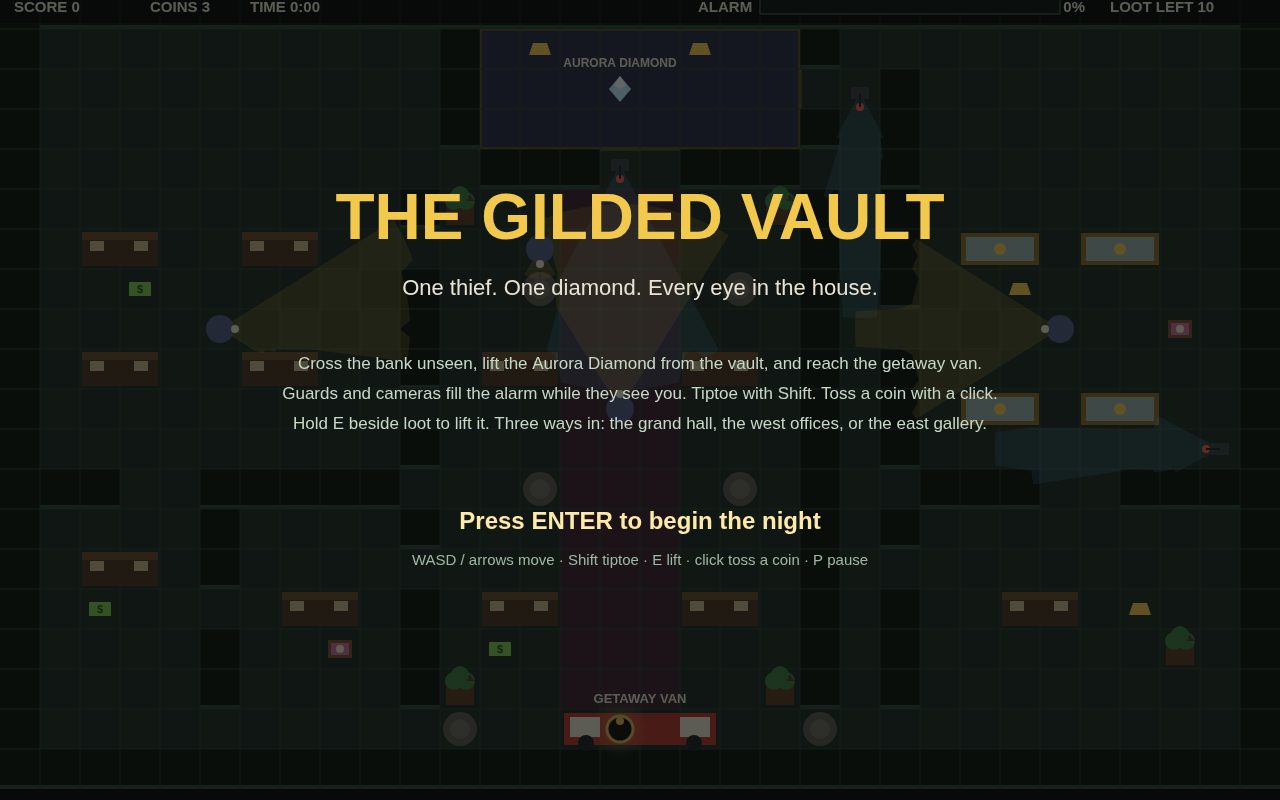 SCORE 0 COINS 3 TIME 0:00 ALARM 0% LOOT LEFT 10
AURORA DIAMOND
THE GILDED VAULT
One thief. One diamond. Every eye in the house.
$
Cross the bank unseen, lift the Aurora Diamond from the vault, and reach the getaway van.
Guards and cameras fill the alarm while they see you. Tiptoe with Shift. Toss a coin with a click.
Hold E beside loot to lift it. Three ways in: the grand hall, the west offices, or the east gallery.
Press ENTER to begin the night
WASD / arrows move · Shift tiptoe · E lift · click toss a coin · P pause
$
$
GETAWAY VAN